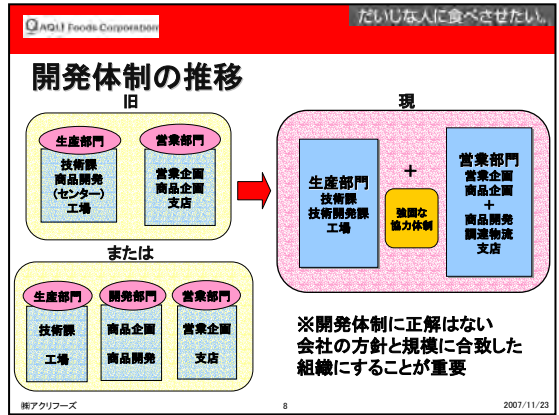 AQLI Foods Corporation
だいじな人に食べさせたい。
開発体制の推移
旧
生産部門
技術課
商品開発
（センター）
工場
営業部門
営業企画
商品企画
支店
または
生産部門
技術課
工場
開発部門
商品企画
商品開発
営業部門
営業企画
支店
現
生産部門
技術課
技術開発課
工場
＋
強固な
協力体制
営業部門
営業企画
商品企画
＋
商品開発
調達物流
支店
※開発体制に正解はない
会社の方針と規模に合致した
組織にすることが重要
㈱アクリフーズ
8
2007/11/23